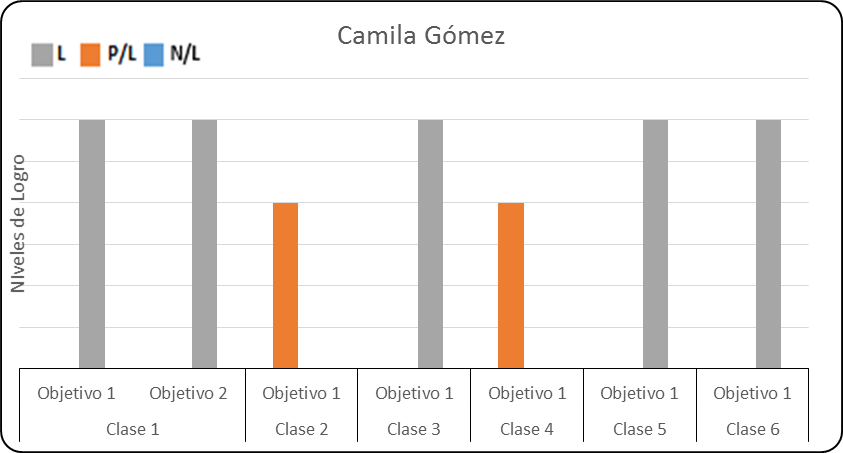 Camila Gómez
L P/L N/L
NIveles de Logro
Objetivo 1 Objetivo 2 Objetivo 1 Objetivo 1 Objetivo 1 Objetivo 1 Objetivo 1
Clase 1 Clase 2 Clase 3 Clase 4 Clase 5 Clase 6